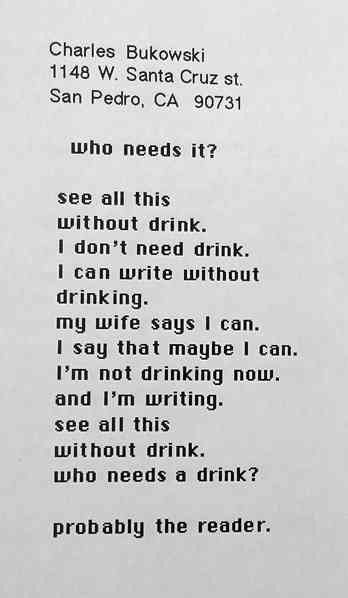 Charles Bukowski
1148 W. Santa Cruz st.
San Pedro, CA 90731
who needs it?
see all this
without drink.
I don't need drink.
I can write without
drinking.
my wife says I can.
I say that maybe I can.
I'm not drinking now.
and I'm writing.
see all this
without drink.
who needs a drink?
probably the reader.